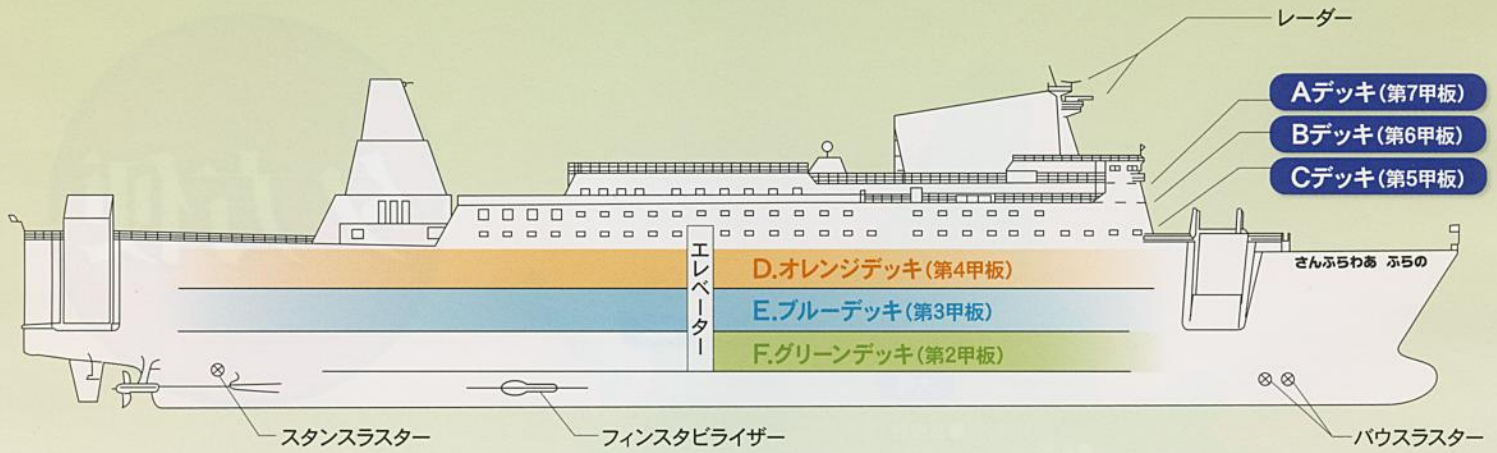 レーダー
Aデッキ(第7甲板)
Bデッキ(第6甲板)
Cデッキ(第5甲板)
さんふらわあ ふらの
エレベーター
D.オレンジデッキ(第4甲板)
E.ブルーデッキ(第3甲板)
F.グリーンデッキ(第2甲板)
スタンスラスター
フィンスタビライザー
バウスラスター